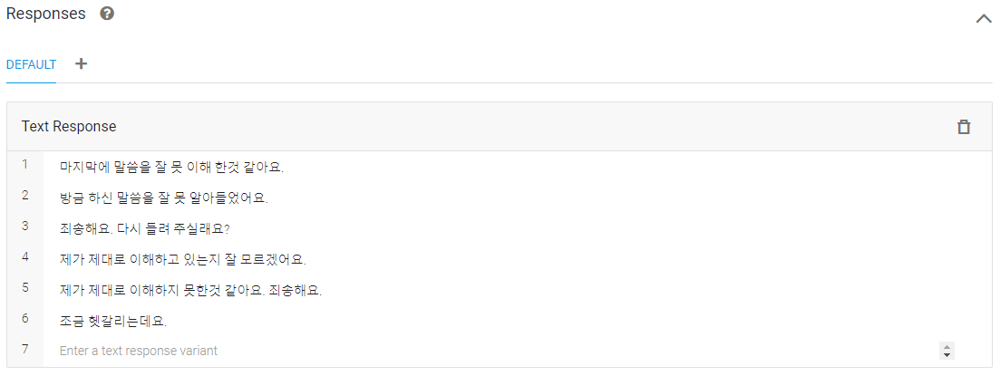 Responses
DEFAULT
Text Response
1 마지막에 말씀을 잘 못 이해 한것 같아요.
2 방금 하신 말씀을 잘 못 알아들었어요.
3 죄송해요. 다시 들려 주실래요?
4 제가 제대로 이해하고 있는지 잘 모르겠어요.
5 제가 제대로 이해하지 못한것 같아요. 죄송해요.
6 조금 헷갈리는데요.
7 Enter a text response variant